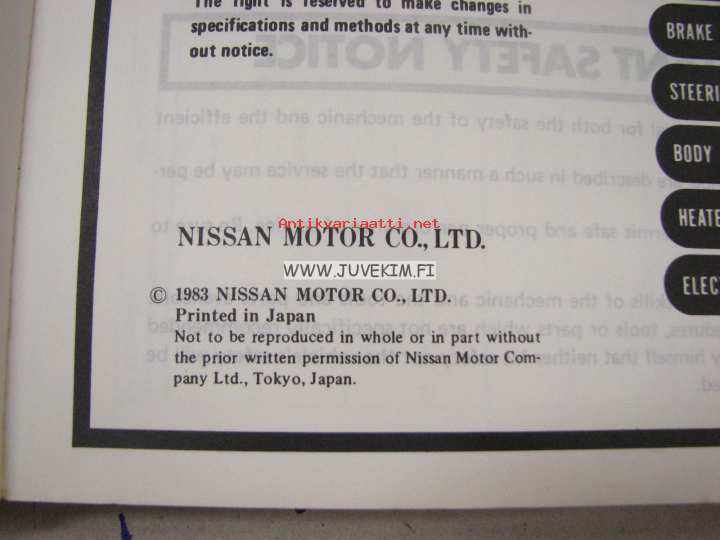 The right is reserved to make changes in
specifications and methods at any time with-
out notice.
BRAKE
STEERI
BODY
HEATE
ELEC
Antikvariaatti.net
NISSAN MOTOR CO., LTD.
WWW.JUVEKIM.FI
© 1983 NISSAN MOTOR CO., LTD.
Printed in Japan
Not to be reproduced in whole or in part without
the prior written permission of Nissan Motor Com-
pany Ltd., Tokyo, Japan.